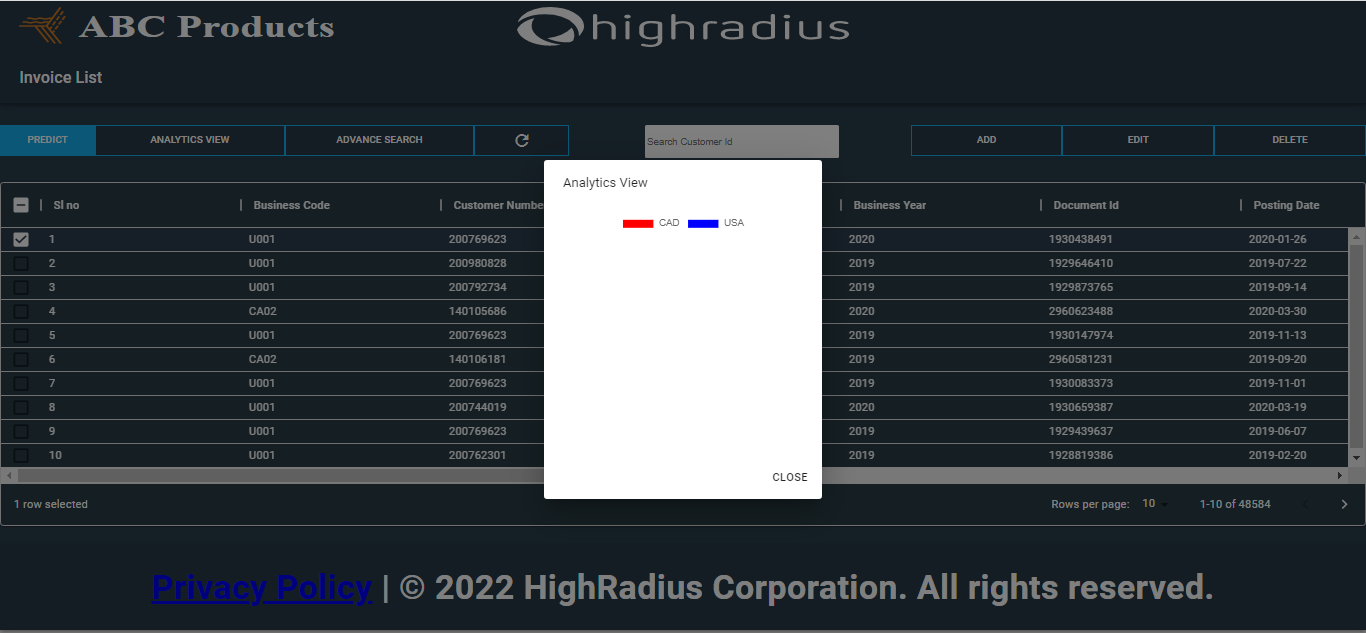 ABC Products
highradius
Invoice List
PREDICT ANALYTICS VIEW ADVANCE SEARCH Search Customer Id ADD EDIT DELETE
Analytics View
CAD USA
CLOSE
Sl no Business Code Customer Numbe Business Year Document Id Posting Date
1 U001 200769623 2020 1930438491 2020-01-26
2 U001 200980828 2019 1929646410 2019-07-22
3 U001 200792734 2019 1929873765 2019-09-14
4 CA02 140105686 2020 2960623488 2020-03-30
5 U001 200769623 2019 1930147974 2019-11-13
6 CA02 140106181 2019 2960581231 2019-09-20
7 U001 200769623 2019 1930083373 2019-11-01
8 U001 200744019 2020 1930659387 2020-03-19
9 U001 200769623 2019 1929439637 2019-06-07
10 U001 200762301 2019 1928819386 2019-02-20
1 row selected Rows per page: 10 1-10 of 48584
Privacy Policy | © 2022 HighRadius Corporation. All rights reserved.